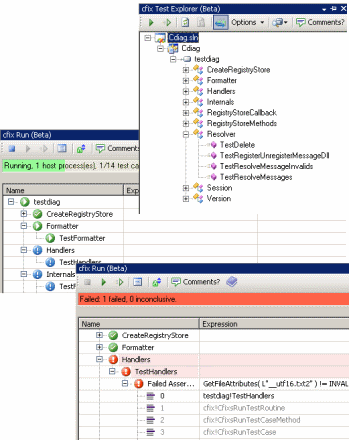 cfix Test Explorer (Beta)
Options
Comments?
Cdiag.sln
Cdiag
testdiag
CreateRegistryStore
Formatter
Handlers
Internals
RegistryStoreCallback
RegistryStoreMethods
Resolver
TestDelete
TestRegisterUnregisterMessageDll
TestResolveMessageInvalids
TestResolveMessages
Session
Version
cfix Run (Beta)
Comments?
Running, 1 host process(es), 1/14 test ca
Name
Exp
testdiag
CreateRegistryStore
Formatter
TestFormatter
Handlers
TestHandlers
Internals
TestF
cfix Run (Beta)
Comments?
Failed: 1 failed, 0 inconclusive.
Name
Expression
CreateRegistryStore
Formatter
Handlers
TestHandlers
Failed Asser...
GetFileAttributes( L"__utf16.txt2" ) != INVAL
0
testdiag!TestHandlers
1
cfix!CfixsRunTestRoutine
2
cfix!CfixsRunTestCaseMethod
3
cfix!CfixsRunTestCase